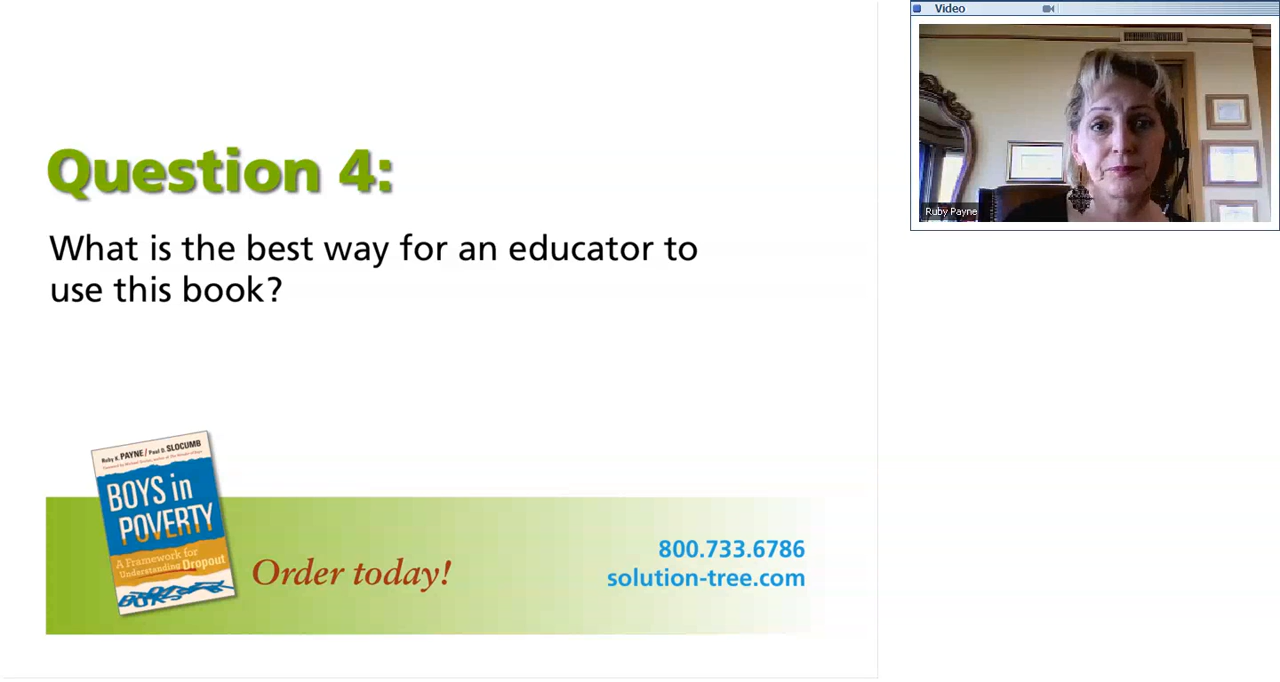 Question 4:
What is the best way for an educator to
use this book?
Ruby K. PAYNE / Paul D. SLOCUMB
BOYS in
POVERTY
A Framework for
Understanding Dropout
Order today!
800.733.6786
solution-tree.com
Video
Ruby Payne